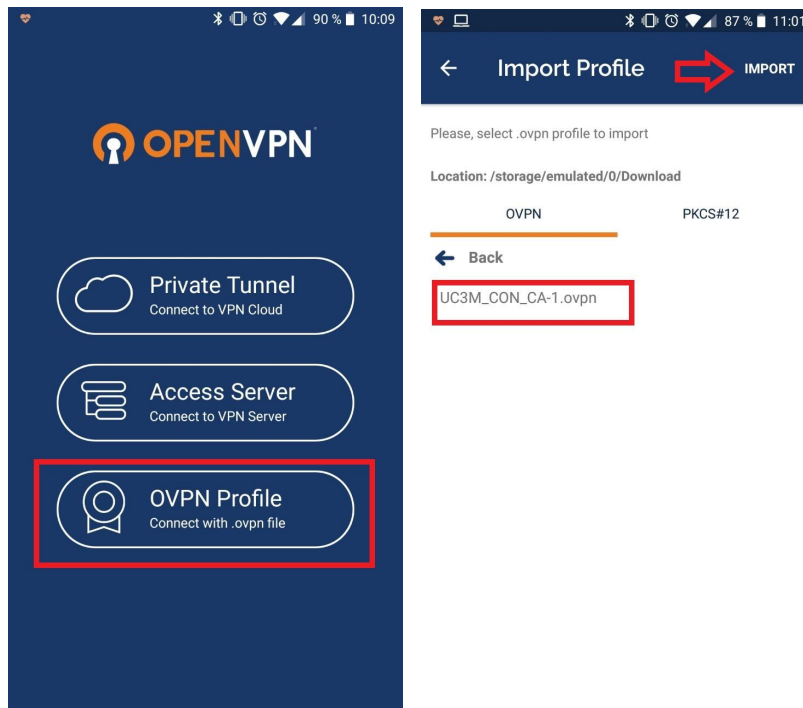 90 % 10:09
OPENVPN
Private Tunnel
Connect to VPN Cloud
Access Server
Connect to VPN Server
OVPN Profile
Connect with .ovpn file
87 % 11:01
Import Profile
IMPORT
Please, select .ovpn profile to import
Location: /storage/emulated/0/Download
OVPN
PKCS#12
Back
UC3M_CON_CA-1.ovpn